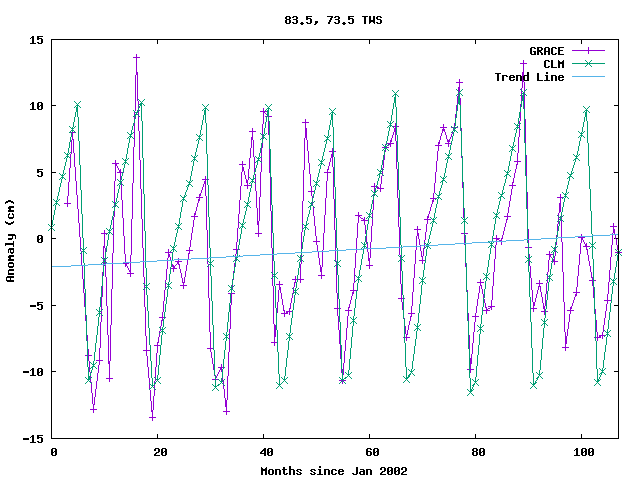 83.5, 73.5 TWS
GRACE
CLM
Trend Line
15
10
5
0
-5
-10
-15
Anomaly (cm)
0 20 40 60 80 100
Months since Jan 2002